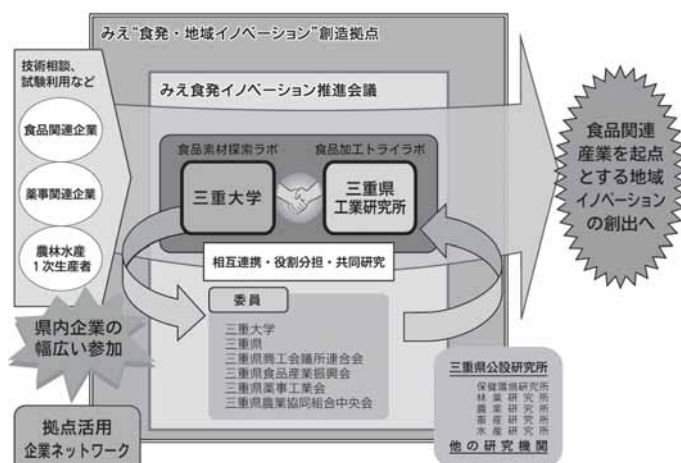 みえ“食発・地域イノベーション”創造拠点
技術相談、
試験利用など
食品関連企業
薬事関連企業
農林水産
1次生産者
県内企業の
幅広い参加
拠点活用
企業ネットワーク
みえ食発イノベーション推進会議
食品素材探索ラボ
食品加工トライラボ
三重大学
三重県
工業研究所
相互連携・役割分担・共同研究
委員
三重大学
三重県
三重県商工会議所連合会
三重県食品産業振興会
三重県薬事工業会
三重県農業協同組合中央会
三重県公設研究所
保健環境研究所
林業研究所
農業研究所
畜産研究所
水産研究所
他の研究機関
食品関連
産業を起点
とする地域
イノベーション
の創出へ